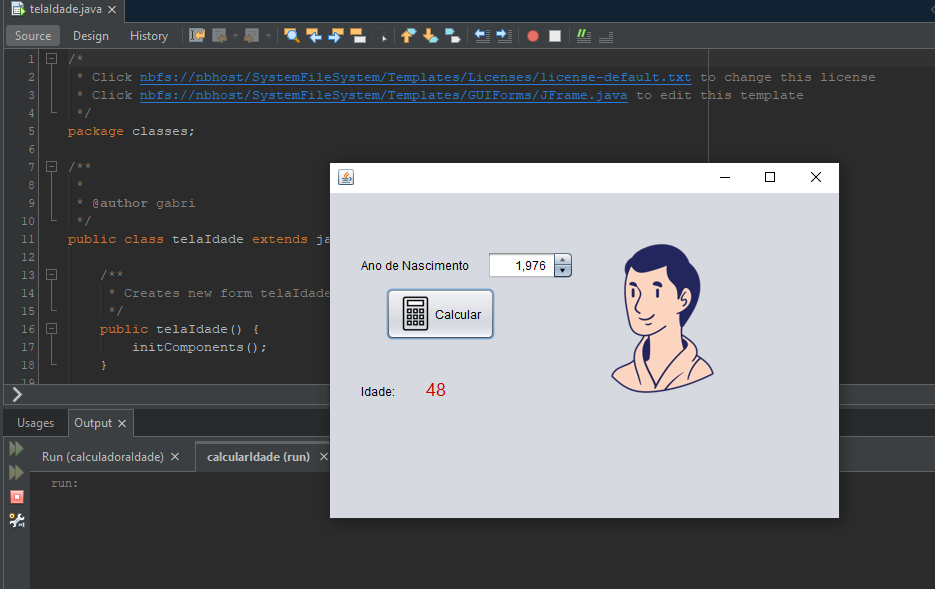 telaIdade.java
Source Design History
1 /*
2 * Click nbfs://nbhost/SystemFileSystem/Templates/Licenses/license-default.txt to change this license
3 * Click nbfs://nbhost/SystemFileSystem/Templates/GUIForms/JFrame.java to edit this template
4 */
5 package classes;
6
7 /**
8 *
9 * @author gabri
10 */
11 public class telaIdade extends ja
12
13 /**
14 * Creates new form telaIdade
15 */
16 public telaIdade() {
17 initComponents();
18 }
19
Ano de Nascimento 1,976
Calcular
Idade: 48
Usages Output
Run (calculadoraIdade) calcularIdade (run)
run: